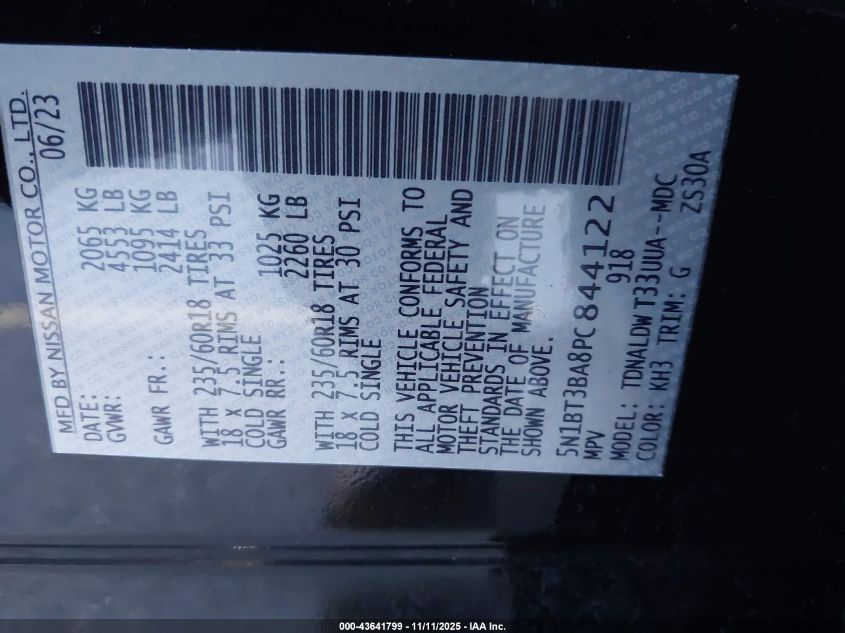 MFD BY NISSAN MOTOR CO., LTD.
DATE: 06/23
GVWR: 2065 KG
4553 LB
GAWR FR.: 1095 KG
2414 LB
WITH 235/60R18 TIRES
18 X 7.5 RIMS AT 33 PSI
COLD SINGLE
GAWR RR.: 1025 KG
2260 LB
WITH 235/60R18 TIRES
18 X 7.5 RIMS AT 30 PSI
COLD SINGLE
THIS VEHICLE CONFORMS TO
ALL APPLICABLE FEDERAL
MOTOR VEHICLE SAFETY AND
THEFT PREVENTION
STANDARDS IN EFFECT ON
THE DATE OF MANUFACTURE
SHOWN ABOVE.
5N1BT3BA8PC844122
MPV 918
MODEL: TDNALDW T33UUA--MDC
COLOR: KH3 TRIM: G ZS30A
000-43641799 - 11/11/2025 - IAA Inc.